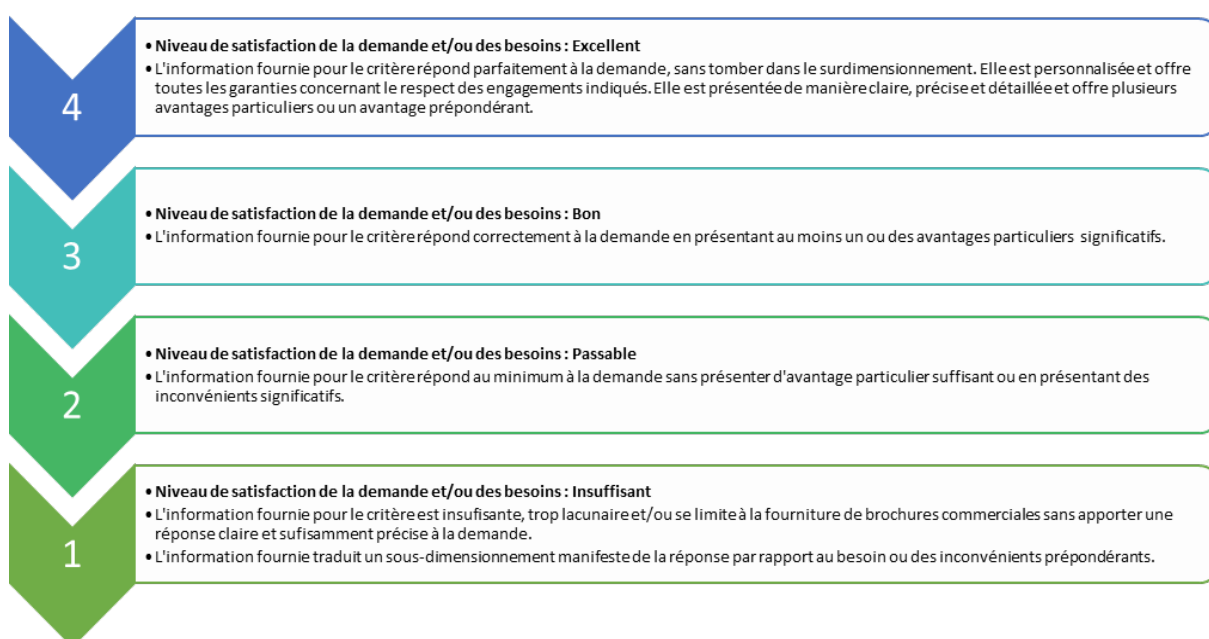 4
• Niveau de satisfaction de la demande et/ou des besoins : Excellent
• L'information fournie pour le critère répond parfaitement à la demande, sans tomber dans le surdimensionnement. Elle est personnalisée et offre
toutes les garanties concernant le respect des engagements indiqués. Elle est présentée de manière claire, précise et détaillée et offre plusieurs
avantages particuliers ou un avantage prépondérant.
3
• Niveau de satisfaction de la demande et/ou des besoins : Bon
• L'information fournie pour le critère répond correctement à la demande en présentant au moins un ou des avantages particuliers significatifs.
2
• Niveau de satisfaction de la demande et/ou des besoins : Passable
• L'information fournie pour le critère répond au minimum à la demande sans présenter d'avantage particulier suffisant ou en présentant des
inconvénients significatifs.
1
• Niveau de satisfaction de la demande et/ou des besoins : Insuffisant
• L'information fournie pour le critère est insufisante, trop lacunaire et/ou se limite à la fourniture de brochures commerciales sans apporter une
réponse claire et sufisamment précise à la demande.
• L'information fournie traduit un sous-dimensionnement manifeste de la réponse par rapport au besoin ou des inconvénients prépondérants.